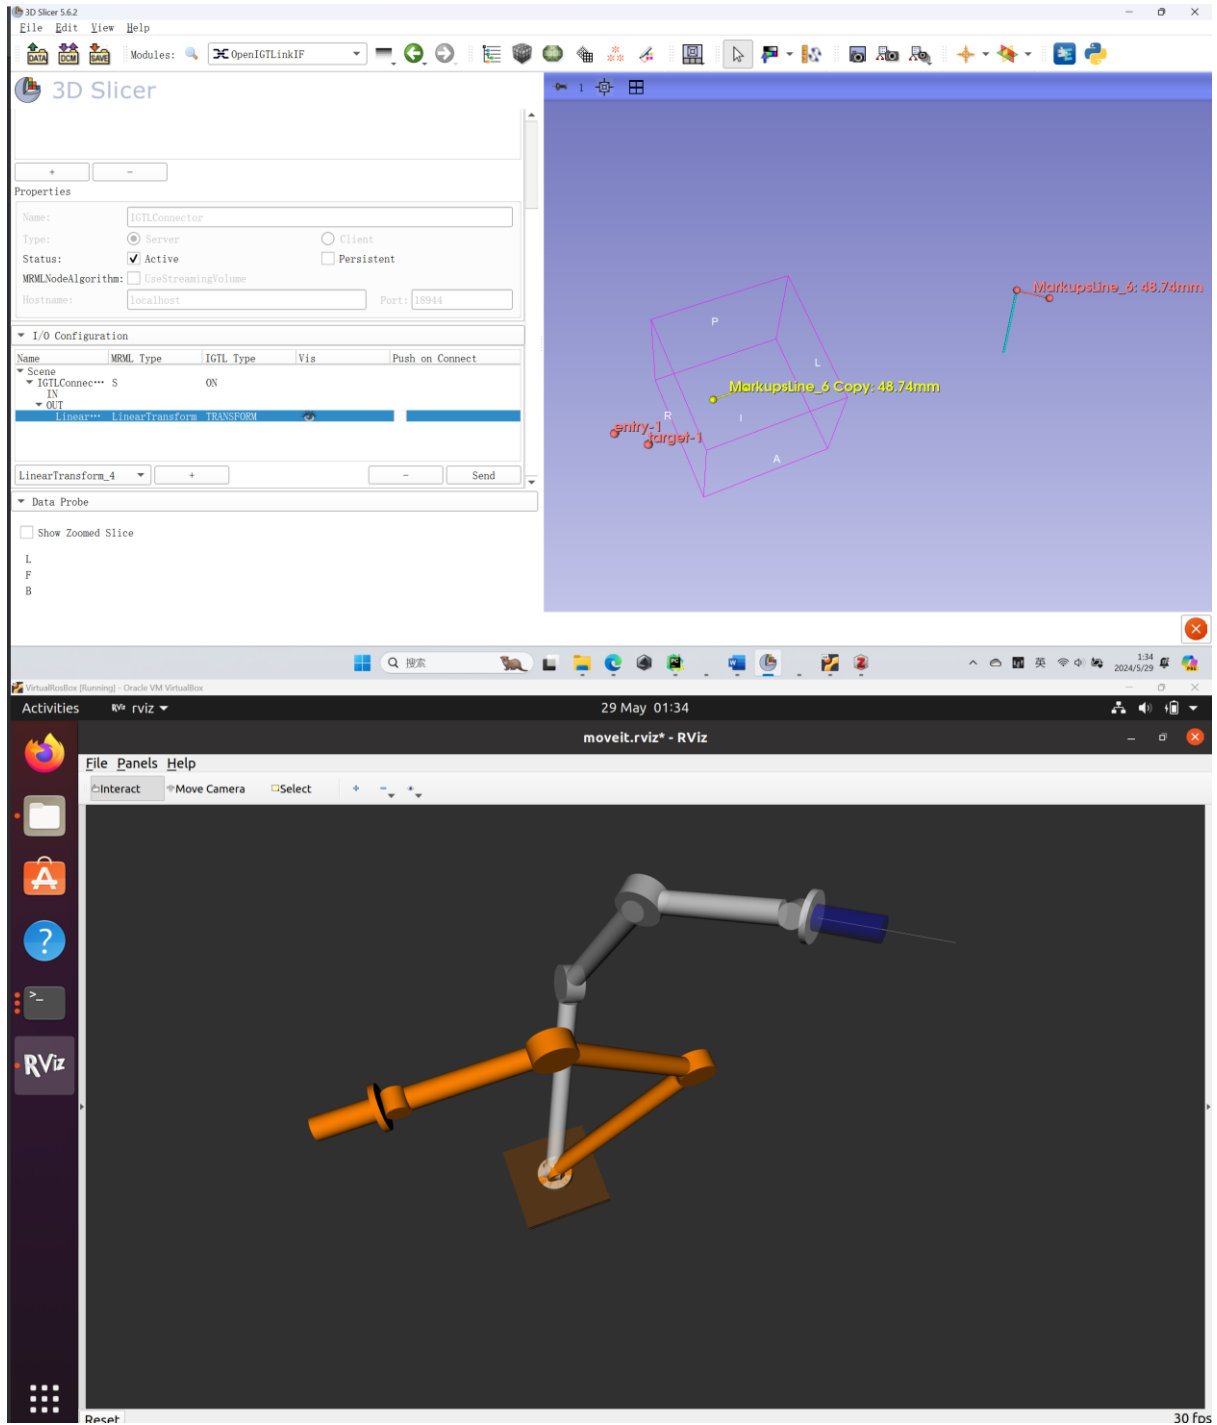 3D Slicer 5.6.2
File Edit View Help
DATA DCM SAVE Modules: OpenIGTLinkIF
3D Slicer
1
+ -
Properties
Name: IGTLConnector
Type: Server Client
Status: Active Persistent
MRMLNodeAlgorithm: UseStreamingVolume
Hostname: localhost Port: 18944
I/O Configuration
Name MRML Type IGTL Type Vis Push on Connect
Scene
IGTLConnec··· S ON
IN
OUT
Linear··· LinearTransform TRANSFORM
LinearTransform_4 + - Send
Data Probe
Show Zoomed Slice
L
F
B
MarkupsLine_6: 48.74mm
P
L
MarkupsLine_6 Copy: 48.74mm
R
I
entry-1
target-1
A
搜索
英
1:34
2024/5/29
VirtualRosBox [Running] - Oracle VM VirtualBox
Activities RViz rviz 29 May 01:34
moveit.rviz* - RViz
File Panels Help
Interact Move Camera Select
RViz
Reset 30 fps